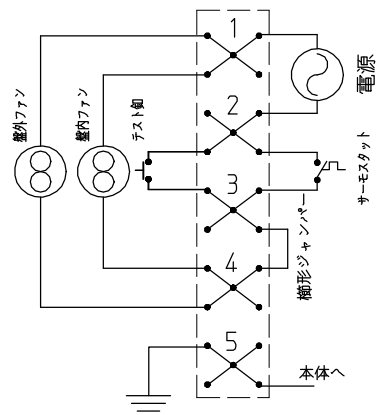 1
電源
盤外ファン
盤内ファン
テスト釦
2
サーモスタット
3
櫛形ジャンパー
4
5
本体へ